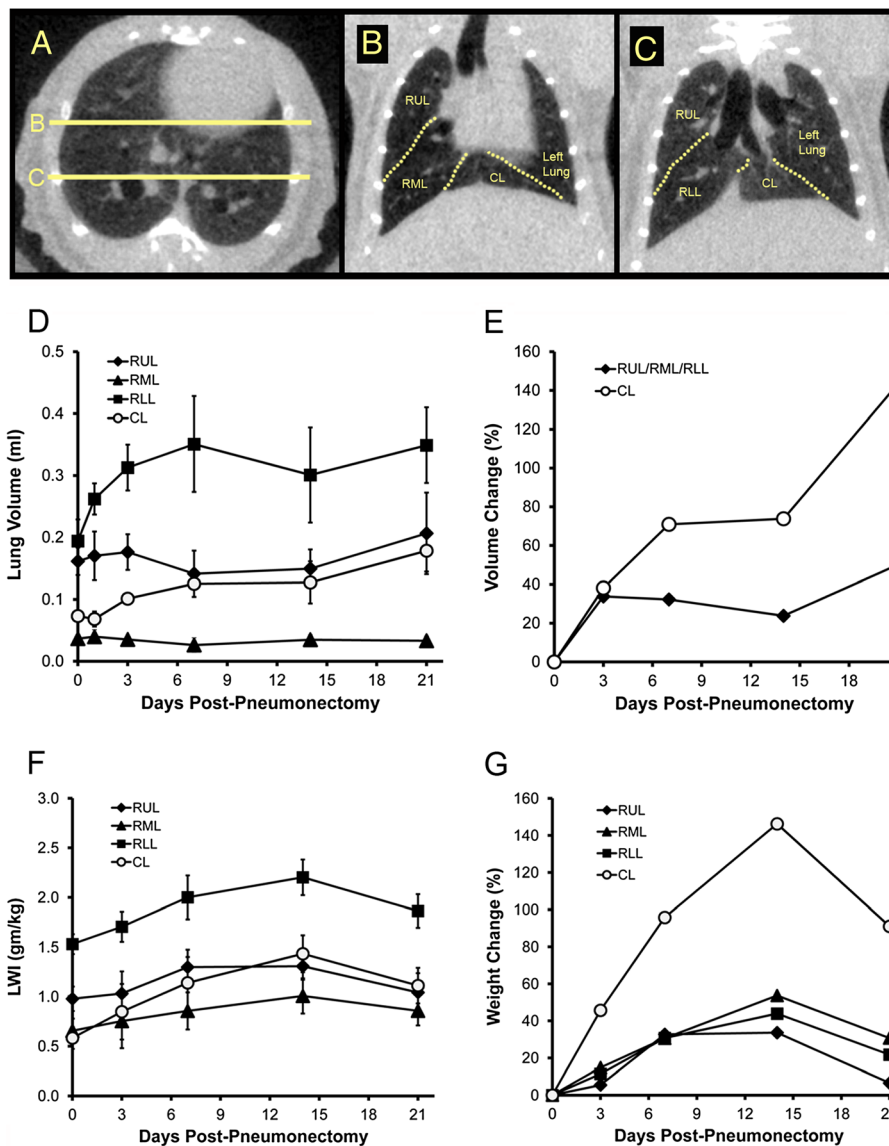 A
B
C
B
C
RUL
RML
CL
Left
Lung
RUL
RLL
CL
Left
Lung
D
RUL
RML
RLL
CL
Lung Volume (ml)
0.5
0.4
0.3
0.2
0.1
0.0
0 3 6 9 12 15 18 21
Days Post-Pneumonectomy
E
RUL/RML/RLL
CL
Volume Change (%)
160
140
120
100
80
60
40
20
0
0 3 6 9 12 15 18
Days Post-Pneumonectomy
F
RUL
RML
RLL
CL
LWI (gm/kg)
3.0
2.5
2.0
1.5
1.0
0.5
0.0
0 3 6 9 12 15 18 21
Days Post-Pneumonectomy
G
RUL
RML
RLL
CL
Weight Change (%)
160
140
120
100
80
60
40
20
0
0 3 6 9 12 15 18
Days Post-Pneumonectomy